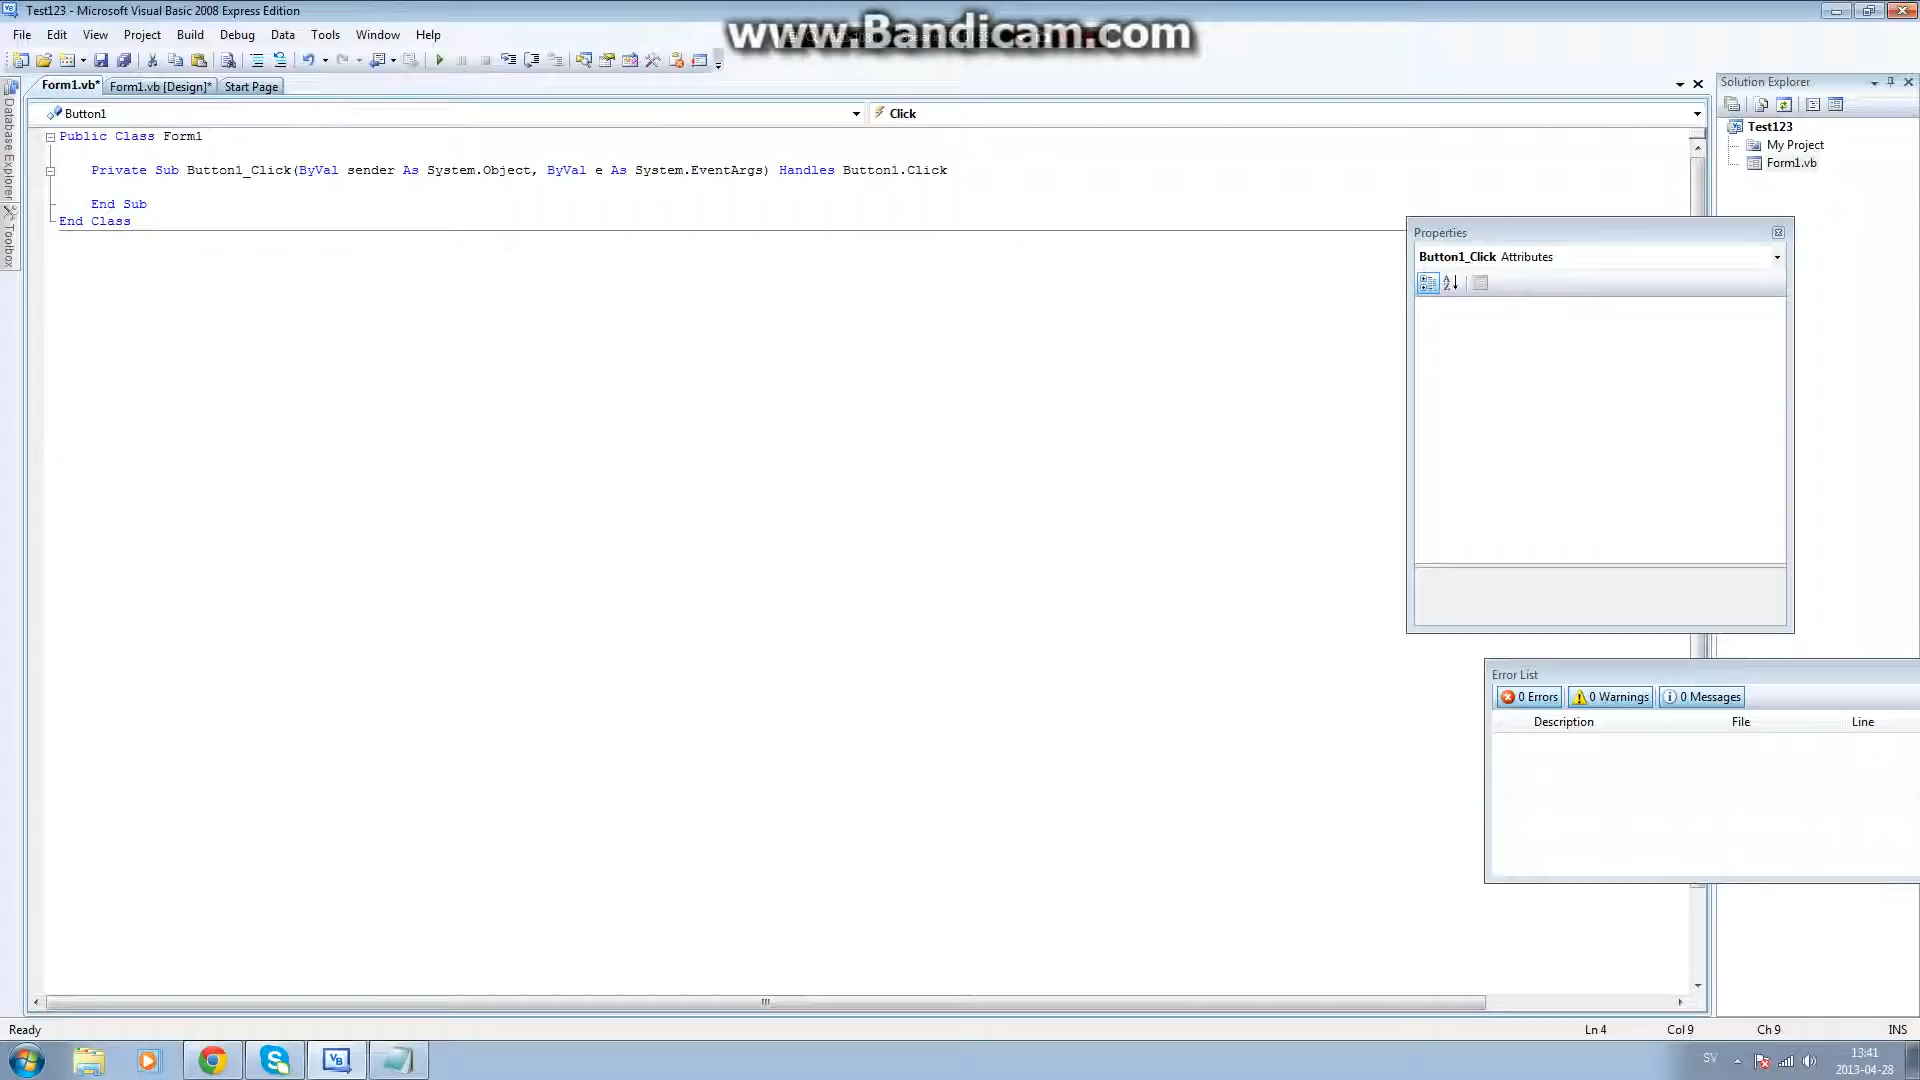 Test123 - Microsoft Visual Basic 2008 Express Edition
www.Bandicam.com
File Edit View Project Build Debug Data Tools Window Help
Form1.vb* Form1.vb [Design]* Start Page
Solution Explorer
Button1 Click
Database Explorer
Toolbox
Test123
My Project
Form1.vb
Public Class Form1
Private Sub Button1_Click(ByVal sender As System.Object, ByVal e As System.EventArgs) Handles Button1.Click
End Sub
End Class
Properties
Button1_Click Attributes
Error List
0 Errors 0 Warnings 0 Messages
Description File Line
Ready Ln 4 Col 9 Ch 9 INS
SV
13:41
2013-04-28